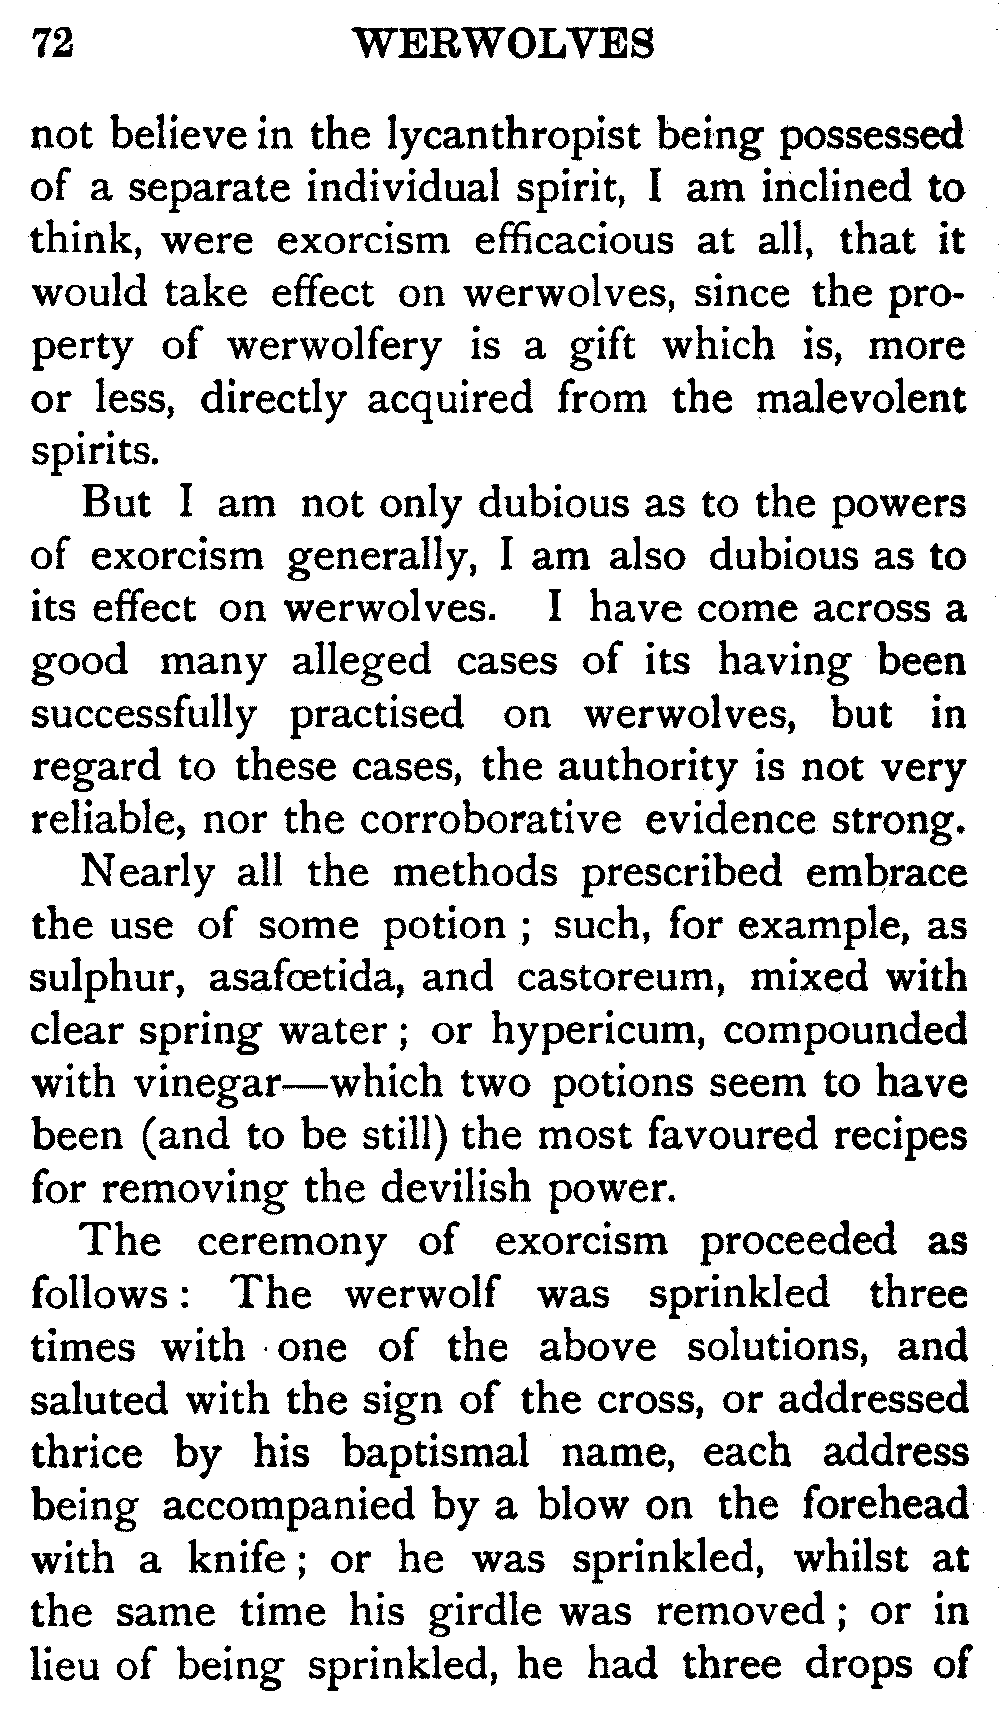 72 WERWOLVES
not believe in the lycanthropist being possessed
of a separate individual spirit, I am inclined to
think, were exorcism efficacious at all, that it
would take effect on werwolves, since the pro-
perty of werwolfery is a gift which is, more
or less, directly acquired from the malevolent
spirits.
But I am not only dubious as to the powers
of exorcism generally, I am also dubious as to
its effect on werwolves. I have come across a
good many alleged cases of its having been
successfully practised on werwolves, but in
regard to these cases, the authority is not very
reliable, nor the corroborative evidence strong.
Nearly all the methods prescribed embrace
the use of some potion ; such, for example, as
sulphur, asafœtida, and castoreum, mixed with
clear spring water ; or hypericum, compounded
with vinegar—which two potions seem to have
been (and to be still) the most favoured recipes
for removing the devilish power.
The ceremony of exorcism proceeded as
follows : The werwolf was sprinkled three
times with one of the above solutions, and
saluted with the sign of the cross, or addressed
thrice by his baptismal name, each address
being accompanied by a blow on the forehead
with a knife ; or he was sprinkled, whilst at
the same time his girdle was removed ; or in
lieu of being sprinkled, he had three drops of